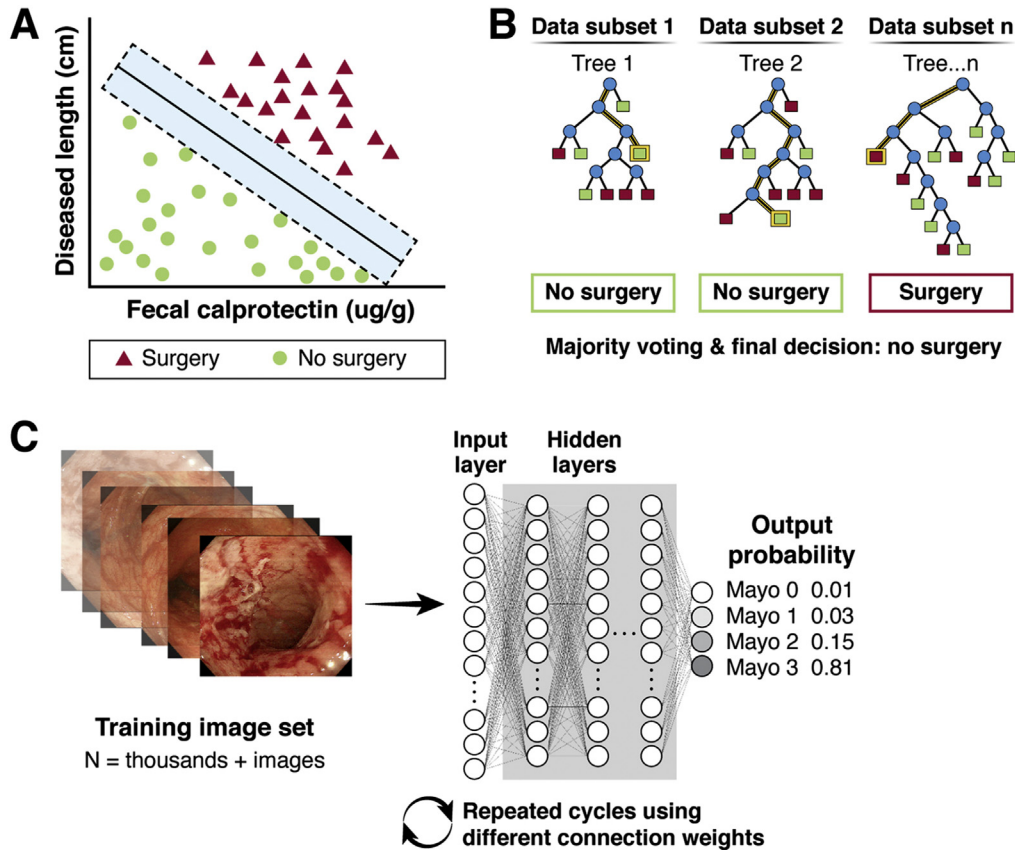 A
Diseased length (cm)
Fecal calprotectin (ug/g)
Surgery
No surgery
B
Data subset 1
Data subset 2
Data subset n
Tree 1
Tree 2
Tree...n
No surgery
No surgery
Surgery
Majority voting & final decision: no surgery
C
Training image set
N = thousands + images
Input
layer
Hidden
layers
Output
probability
Mayo 0 0.01
Mayo 1 0.03
Mayo 2 0.15
Mayo 3 0.81
Repeated cycles using
different connection weights